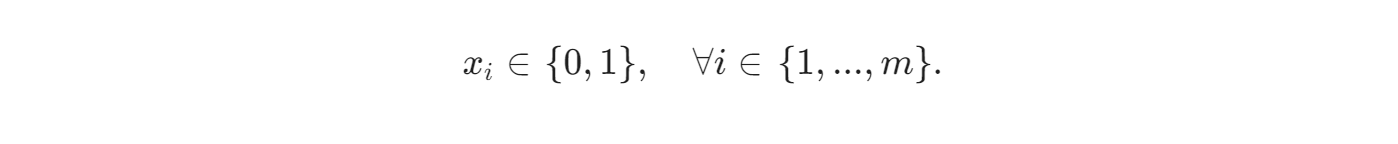 xᵢ ∈ {0, 1}, ∀i ∈ {1, ..., m}.